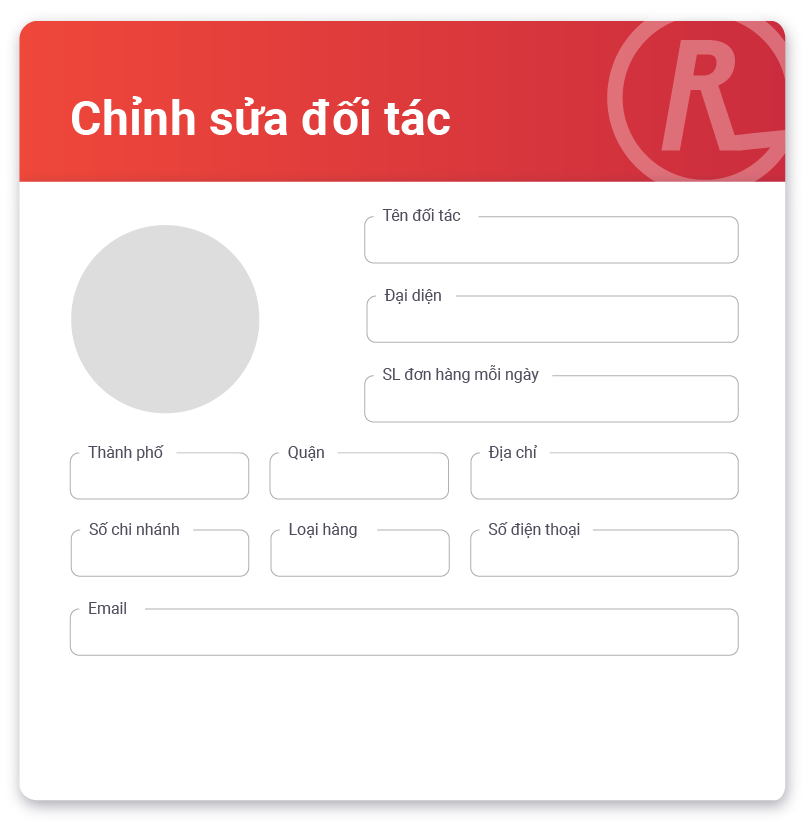 Chỉnh sửa đối tác
R
Tên đối tác
Đại diện
SL đơn hàng mỗi ngày
Thành phố
Quận
Địa chỉ
Số chi nhánh
Loại hàng
Số điện thoại
Email